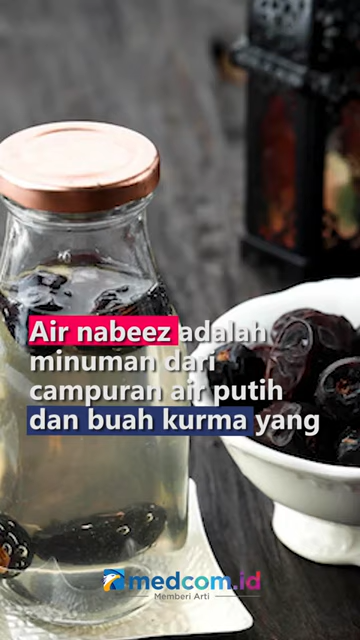 Air nabeez adalah
minuman dari
campuran air putih
dan buah kurma yang
medcom.id
Memberi Arti